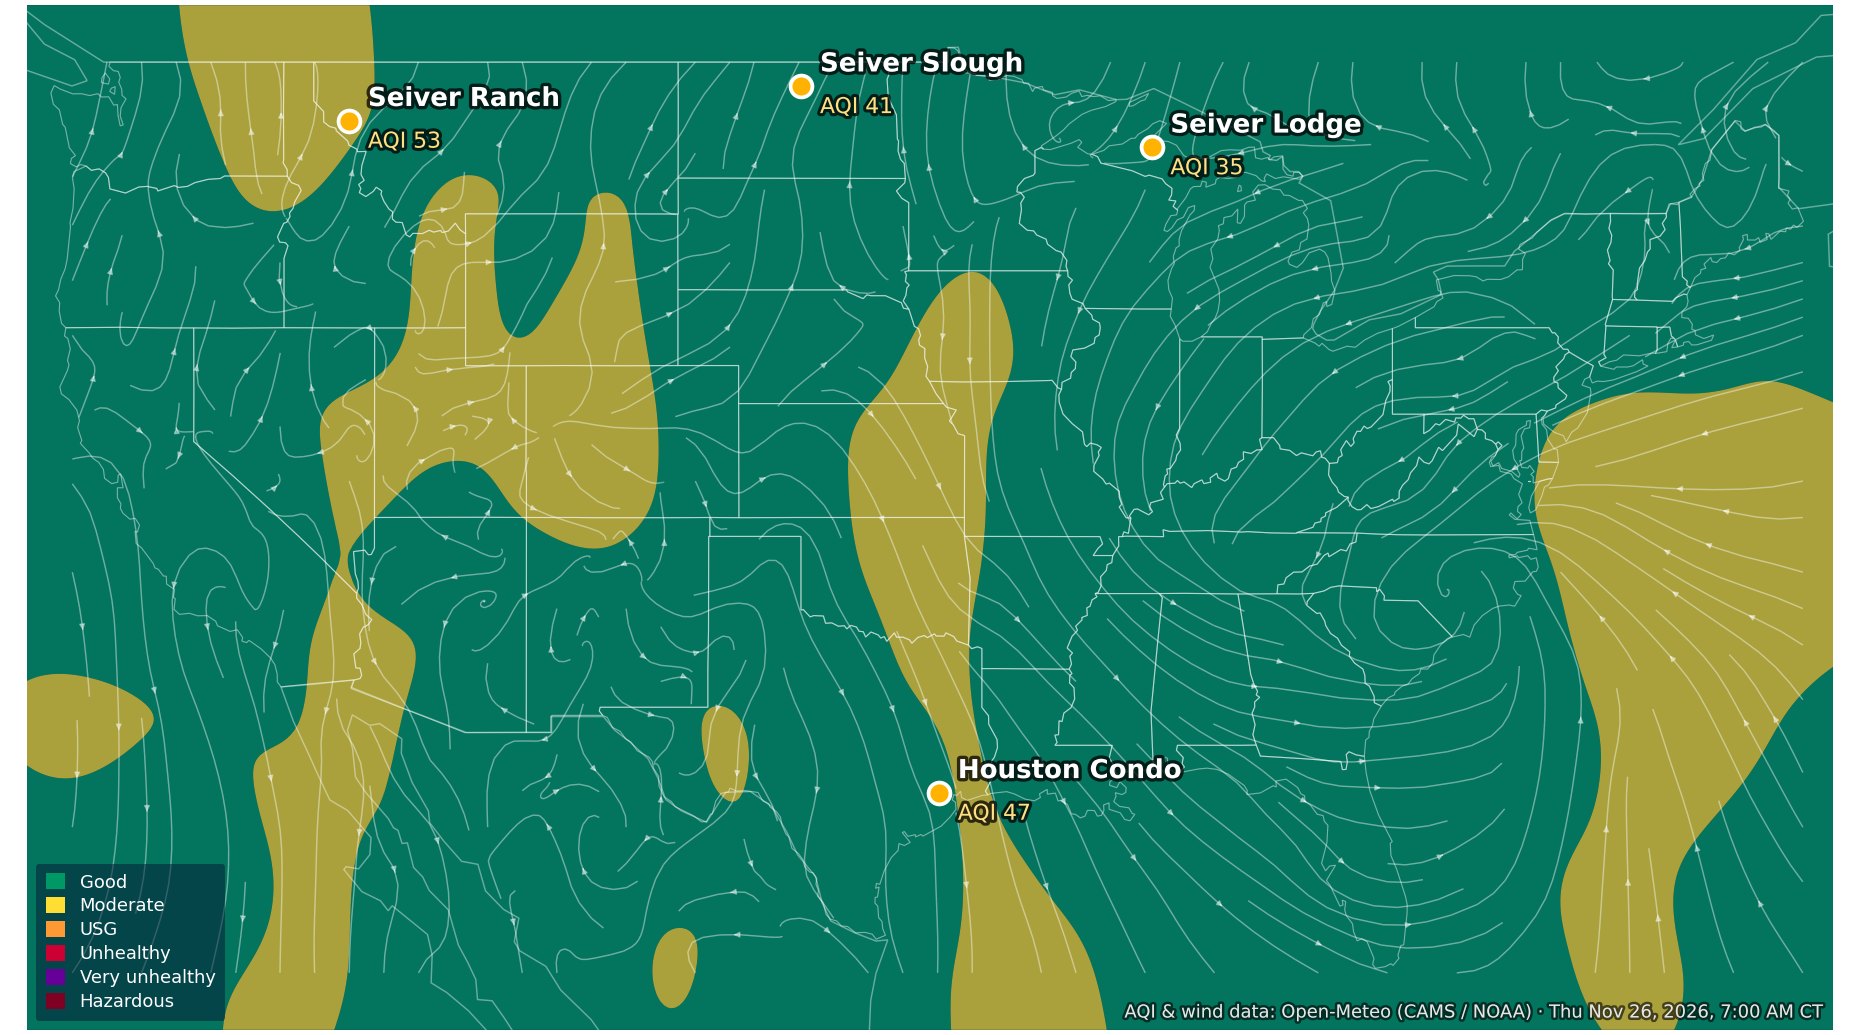 Seiver Slough
AQI 41
Seiver Ranch
AQI 53
Seiver Lodge
AQI 35
Houston Condo
AQI 47
Good
Moderate
USG
Unhealthy
Very unhealthy
Hazardous
AQI & wind data: Open-Meteo (CAMS / NOAA) · Thu Nov 26, 2026, 7:00 AM CT